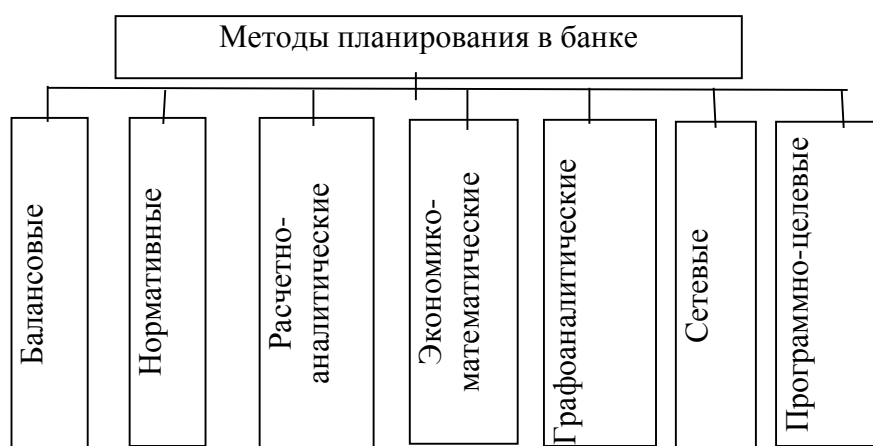 Методы планирования в банке
Балансовые
Нормативные
Расчетно-
аналитические
Экономико-
математические
Графоаналитические
Сетевые
Программно-целевые